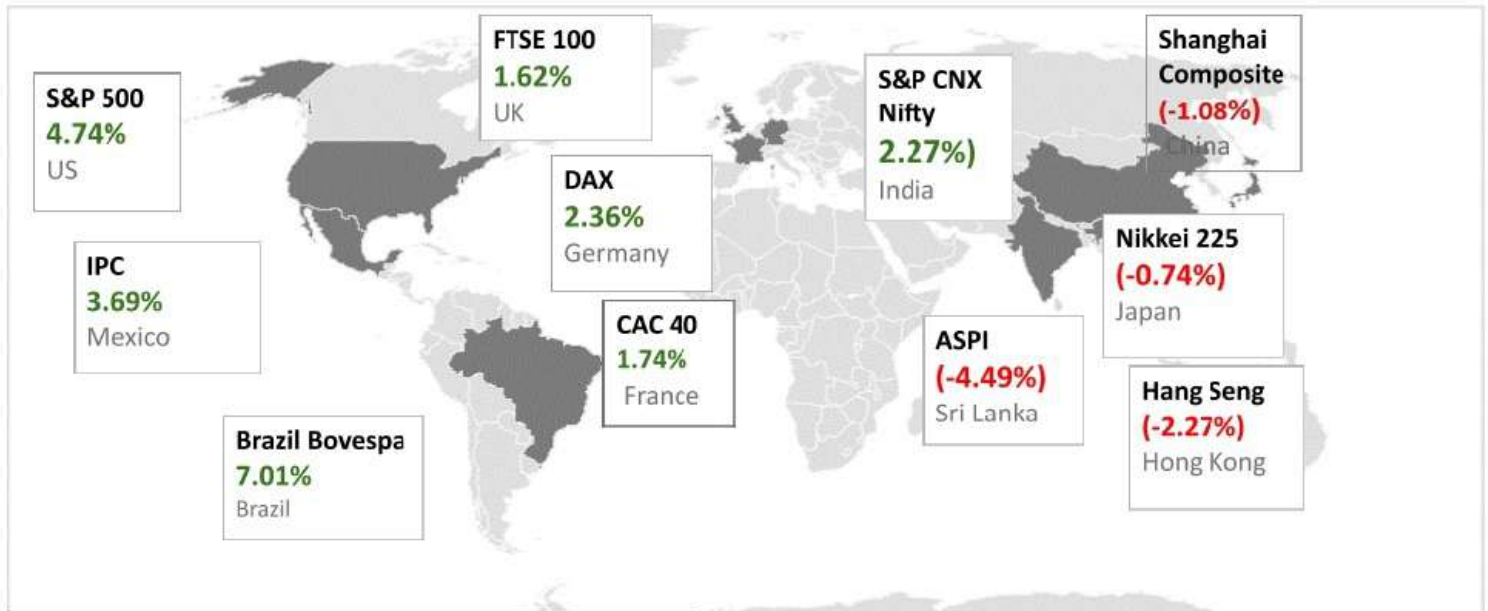 S&P 500
4.74%
US
FTSE 100
1.62%
UK
S&P CNX
Nifty
2.27%)
India
Shanghai
Composite
(-1.08%)
China
IPC
3.69%
Mexico
DAX
2.36%
Germany
Nikkei 225
(-0.74%)
Japan
CAC 40
1.74%
France
ASPI
(-4.49%)
Sri Lanka
Hang Seng
(-2.27%)
Hong Kong
Brazil Bovespa
7.01%
Brazil